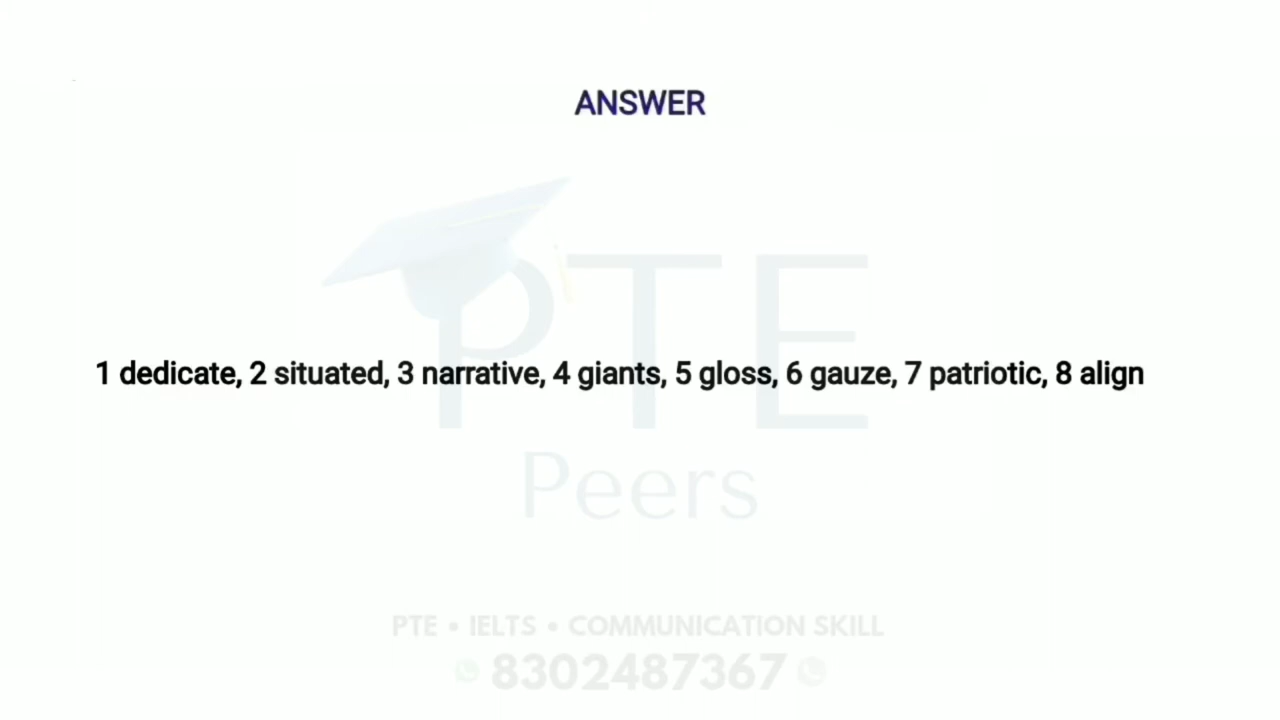 ANSWER
PTE
1 dedicate, 2 situated, 3 narrative, 4 giants, 5 gloss, 6 gauze, 7 patriotic, 8 align
Peers
PTE • IELTS • COMMUNICATION SKILL
8302487367